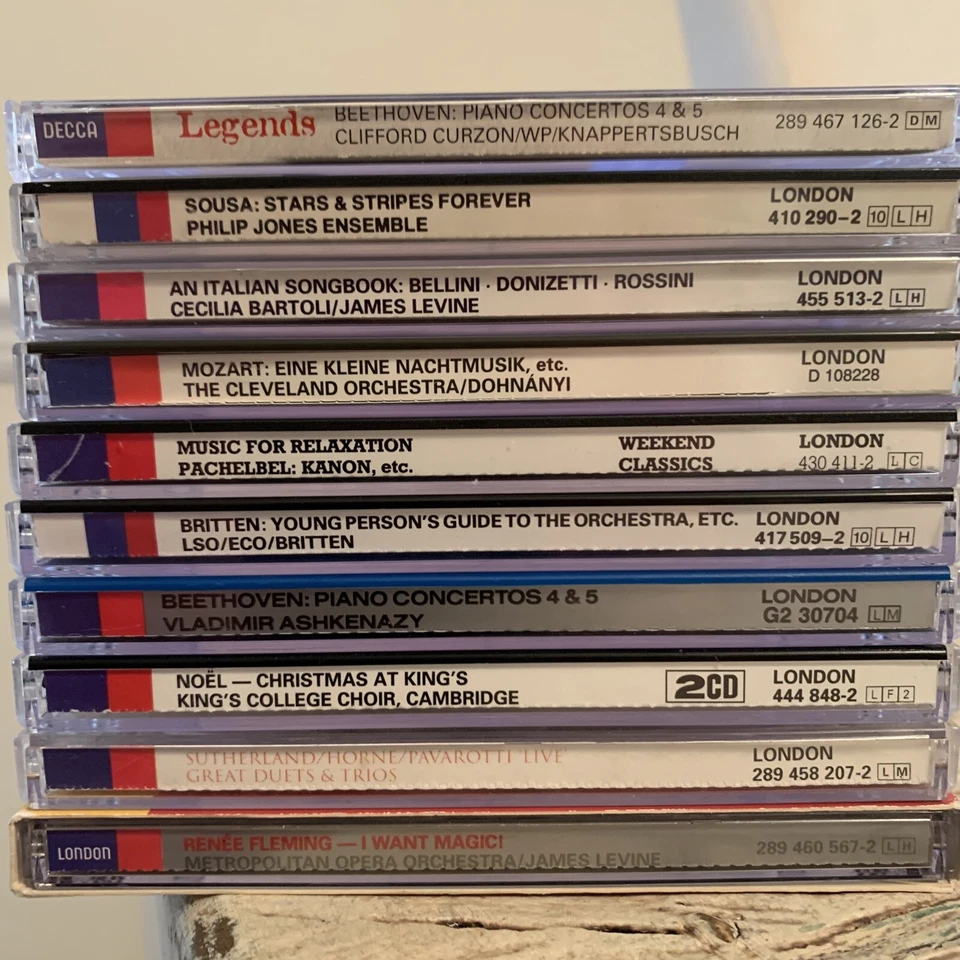 DECCA Legends BEETHOVEN: PIANO CONCERTOS 4 & 5
CLIFFORD CURZON/WP/KNAPPERTSBUSCH 289 467 126-2 D M
SOUSA: STARS & STRIPES FOREVER LONDON
PHILIP JONES ENSEMBLE 410 290-2 10 L H
AN ITALIAN SONGBOOK: BELLINI · DONIZETTI · ROSSINI LONDON
CECILIA BARTOLI/JAMES LEVINE 455 513-2 L H
MOZART: EINE KLEINE NACHTMUSIK, etc. LONDON
THE CLEVELAND ORCHESTRA/DOHNÁNYI D 108228
MUSIC FOR RELAXATION WEEKEND LONDON
PACHELBEL: KANON, etc. CLASSICS 430 411-2 L C
BRITTEN: YOUNG PERSON'S GUIDE TO THE ORCHESTRA, ETC. LONDON
LSO/ECO/BRITTEN 417 509-2 10 L H
BEETHOVEN: PIANO CONCERTOS 4 & 5 LONDON
VLADIMIR ASHKENAZY G2 30704 L M
NOËL — CHRISTMAS AT KING'S 2CD LONDON
KING'S COLLEGE CHOIR, CAMBRIDGE 444 848-2 L F 2
SUTHERLAND/HORNE/PAVAROTTI 'LIVE' LONDON
GREAT DUETS & TRIOS 289 458 207-2 L M
LONDON RENÉE FLEMING — I WANT MAGIC! 289 460 567-2 L H
METROPOLITAN OPERA ORCHESTRA/JAMES LEVINE